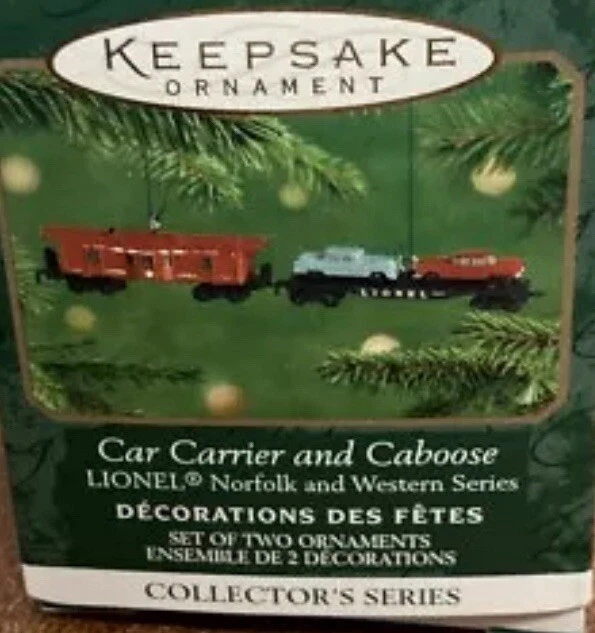 KEEPSAKE
ORNAMENT
LIONEL
Car Carrier and Caboose
LIONEL® Norfolk and Western Series
DÉCORATIONS DES FÊTES
SET OF TWO ORNAMENTS
ENSEMBLE DE 2 DÉCORATIONS
COLLECTOR'S SERIES